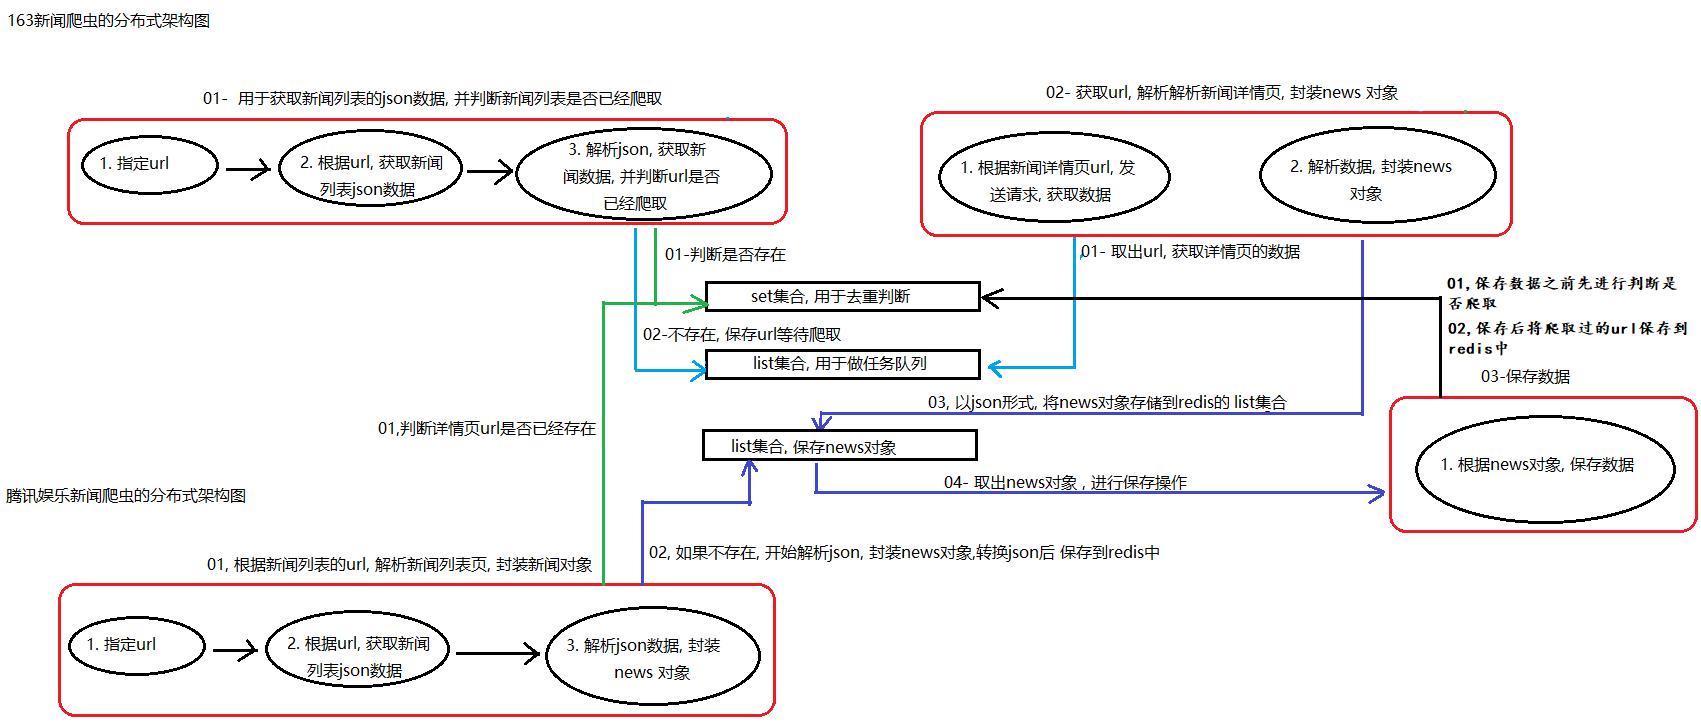 163新闻爬虫的分布式架构图
01-  用于获取新闻列表的json数据, 并判断新闻列表是否已经爬取
1. 指定url
2. 根据url, 获取新闻
列表json数据
3. 解析json, 获取新
闻数据, 并判断url是否
已经爬取
02- 获取url, 解析解析新闻详情页, 封装news 对象
1. 根据新闻详情页url, 发
送请求, 获取数据
2. 解析数据, 封装news
对象
01-判断是否存在
01- 取出url, 获取详情页的数据
set集合, 用于去重判断
01,保存数据之前先进行判断是
否爬取
02,保存后将爬取过的url保存到
redis中
02-不存在, 保存url等待爬取
list集合, 用于做任务队列
03-保存数据
03, 以json形式, 将news对象存储到redis的 list集合
01,判断详情页url是否已经存在
list集合, 保存news对象
1. 根据news对象, 保存数据
04- 取出news对象 , 进行保存操作
腾讯娱乐新闻爬虫的分布式架构图
02, 如果不存在, 开始解析json, 封装news对象,转换json后 保存到redis中
01, 根据新闻列表的url, 解析新闻列表页, 封装新闻对象
1. 指定url
2. 根据url, 获取新闻
列表json数据
3. 解析json数据, 封装
news 对象